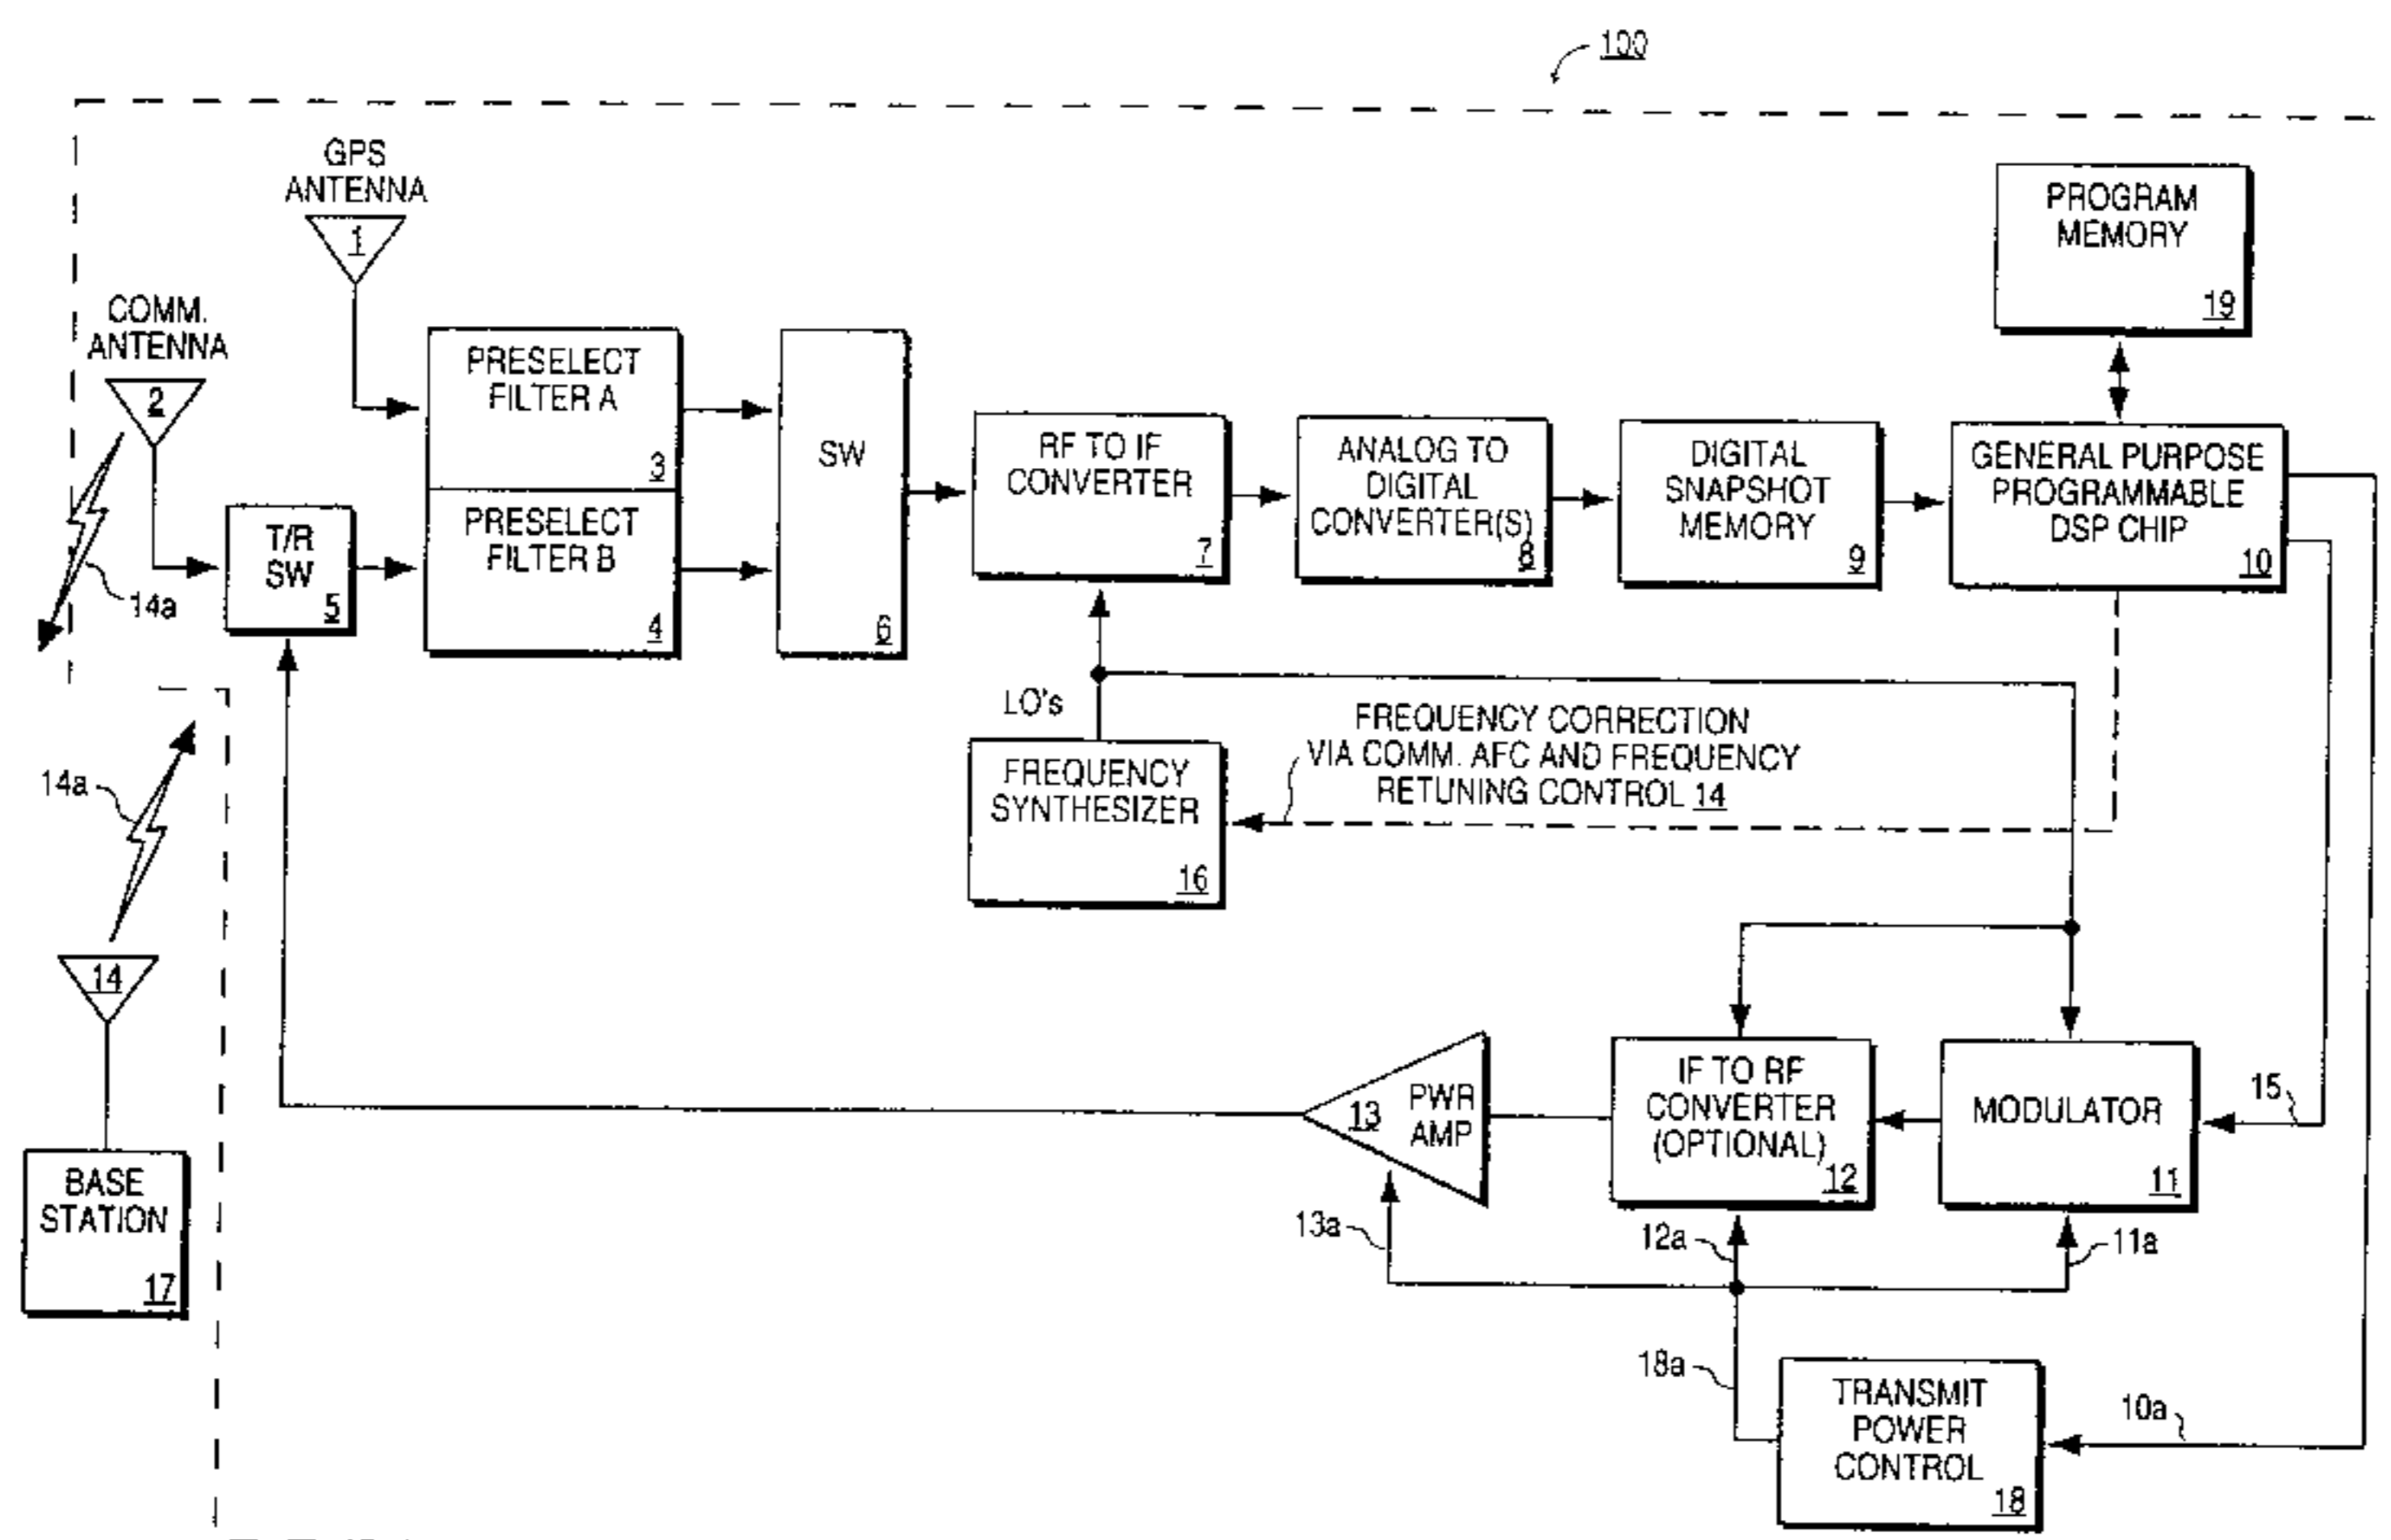 100
GPS
ANTENNA
1
COMM.
ANTENNA
2
14a
T/R
SW
5
PRESELECT
FILTER A
3
PRESELECT
FILTER B
4
SW
6
RF TO IF
CONVERTER
7
ANALOG TO
DIGITAL
CONVERTER(S)
8
DIGITAL
SNAPSHOT
MEMORY
9
PROGRAM
MEMORY
19
GENERAL PURPOSE
PROGRAMMABLE
DSP CHIP
10
LO's
FREQUENCY
SYNTHESIZER
16
FREQUENCY CORRECTION
VIA COMM. AFC AND FREQUENCY
RETUNING CONTROL 14
14a
14
BASE
STATION
17
13
PWR
AMP
13a
IF TO RF
CONVERTER
(OPTIONAL)
12
12a
MODULATOR
11
11a
15
18a
TRANSMIT
POWER
CONTROL
18
10a